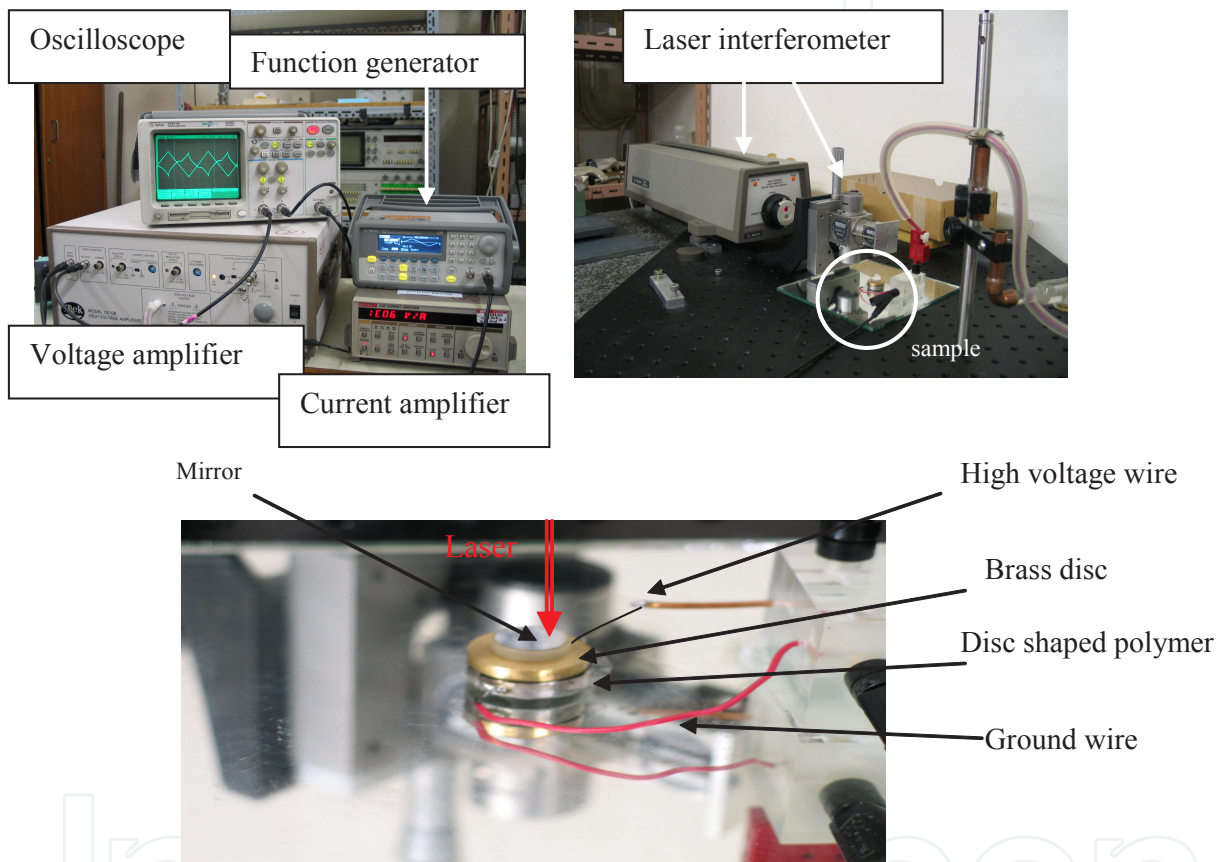 Oscilloscope
Function generator
Laser interferometer
1E06 V/A
Voltage amplifier
Current amplifier
sample
Mirror
High voltage wire
Laser
Brass disc
Disc shaped polymer
Ground wire